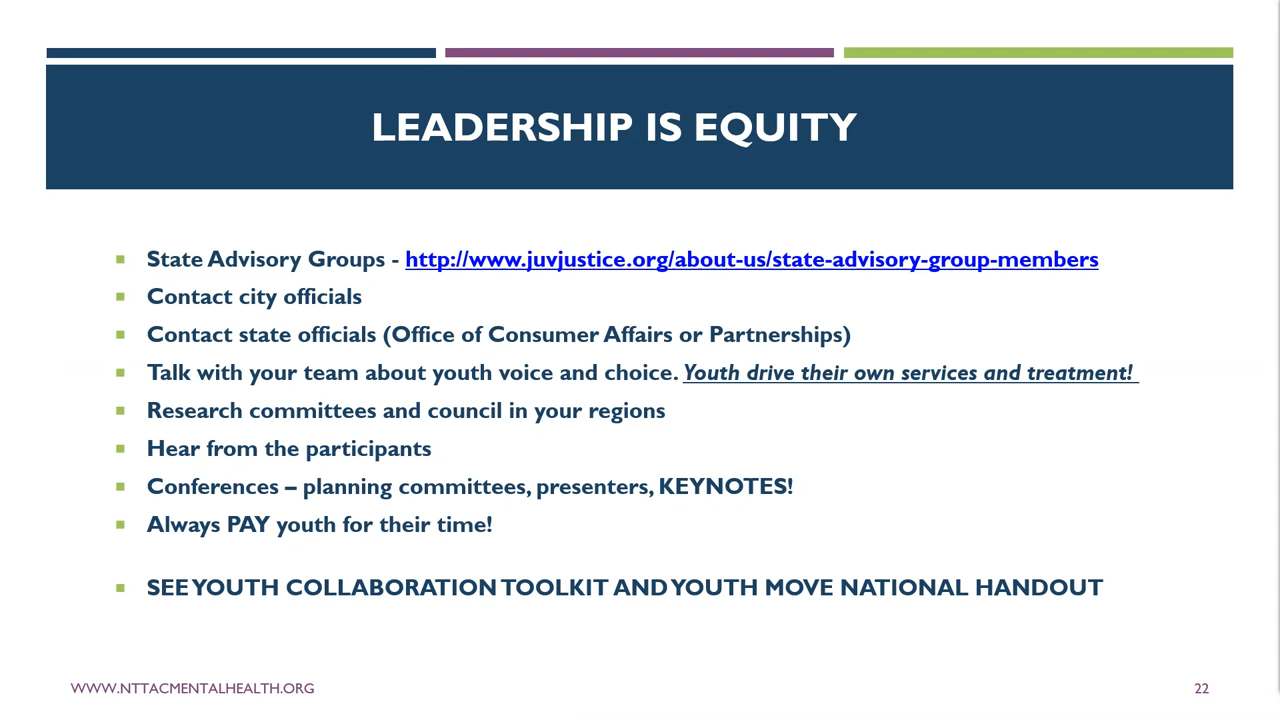 LEADERSHIP IS EQUITY
State Advisory Groups - http://www.juvjustice.org/about-us/state-advisory-group-members
Contact city officials
Contact state officials (Office of Consumer Affairs or Partnerships)
Talk with your team about youth voice and choice. Youth drive their own services and treatment!
Research committees and council in your regions
Hear from the participants
Conferences – planning committees, presenters, KEYNOTES!
Always PAY youth for their time!
SEE YOUTH COLLABORATION TOOLKIT AND YOUTH MOVE NATIONAL HANDOUT
WWW.NTTACMENTALHEALTH.ORG
22